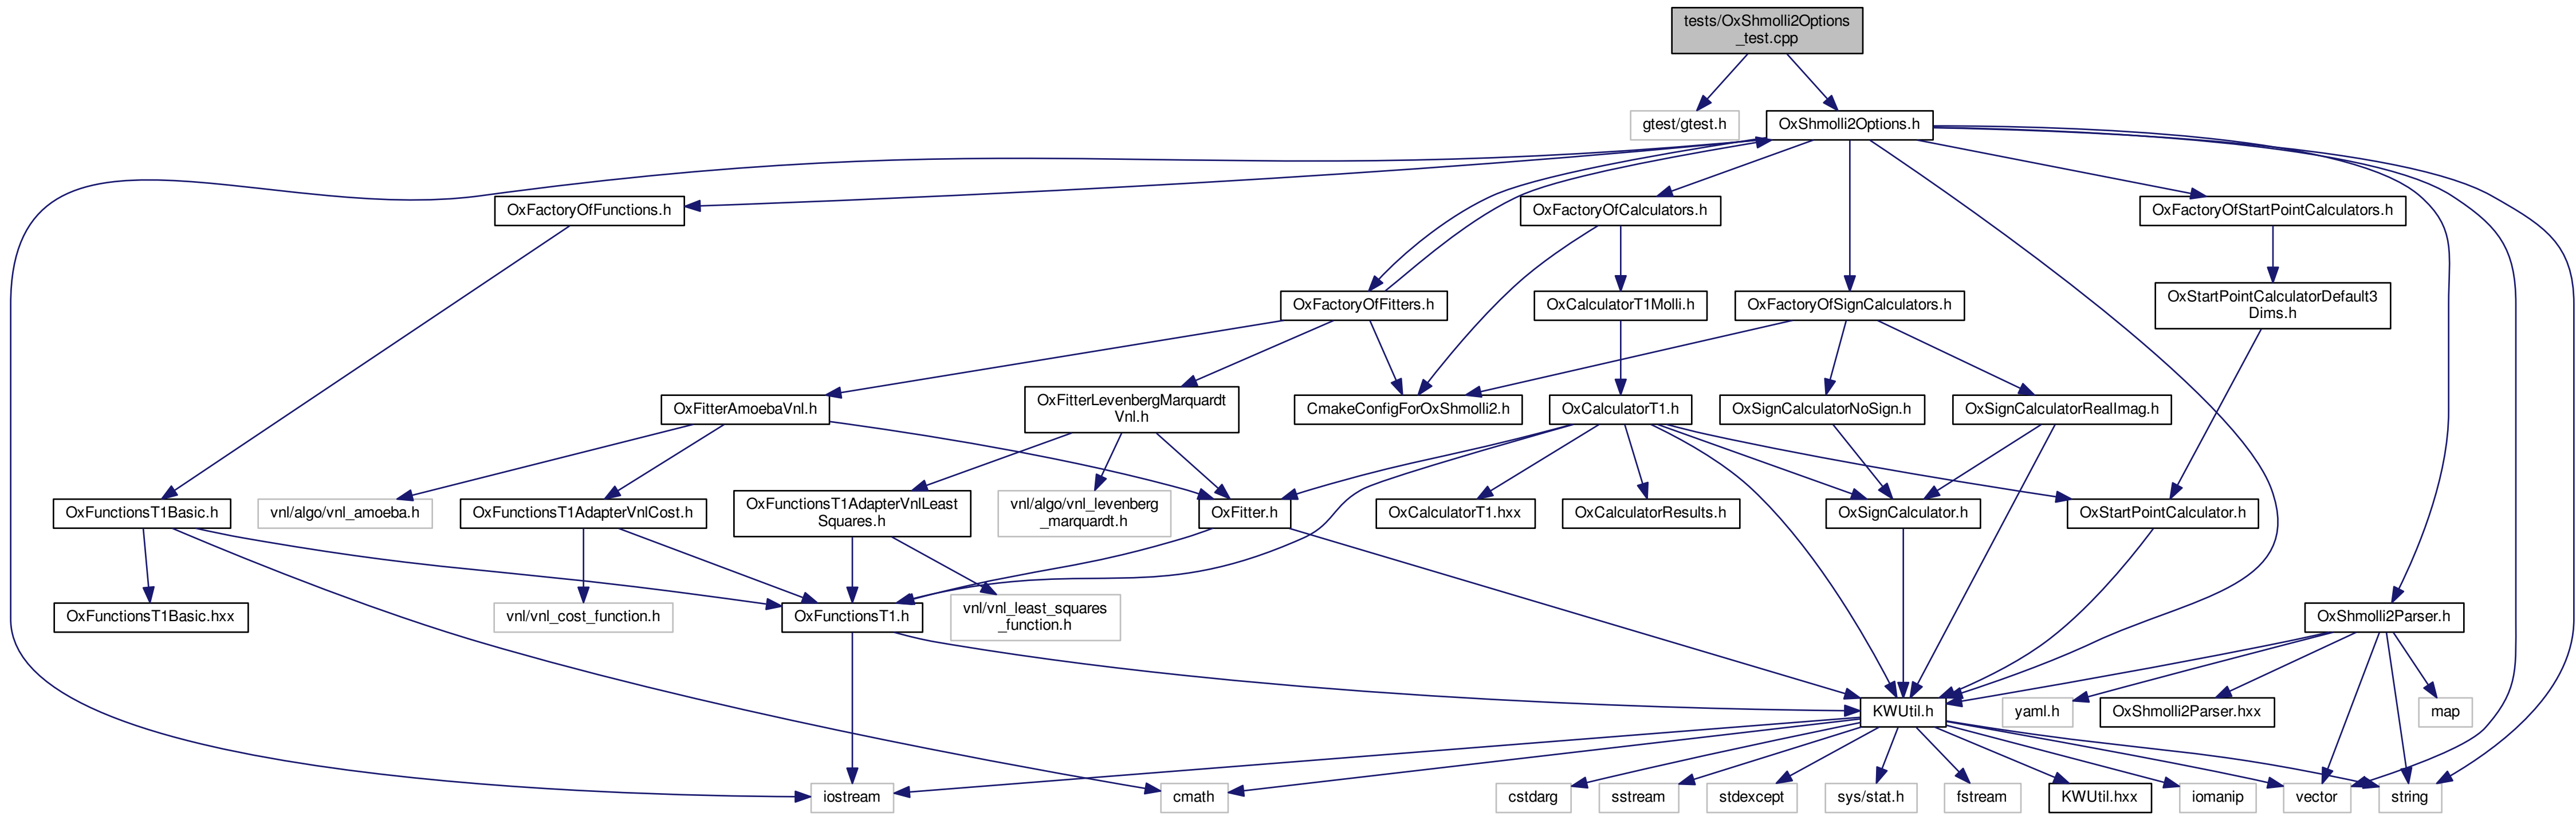 tests/OxShmolli2Options
_test.cpp
gtest/gtest.h
OxShmolli2Options.h
OxFactoryOfFunctions.h
OxFactoryOfCalculators.h
OxFactoryOfStartPointCalculators.h
OxFactoryOfFitters.h
OxCalculatorT1Molli.h
OxFactoryOfSignCalculators.h
OxStartPointCalculatorDefault3
Dims.h
OxFitterAmoebaVnl.h
OxFitterLevenbergMarquardt
Vnl.h
CmakeConfigForOxShmolli2.h
OxCalculatorT1.h
OxSignCalculatorNoSign.h
OxSignCalculatorRealImag.h
OxFunctionsT1Basic.h
vnl/algo/vnl_amoeba.h
OxFunctionsT1AdapterVnlCost.h
OxFunctionsT1AdapterVnlLeast
Squares.h
vnl/algo/vnl_levenberg
_marquardt.h
OxFitter.h
OxCalculatorT1.hxx
OxCalculatorResults.h
OxSignCalculator.h
OxStartPointCalculator.h
OxFunctionsT1Basic.hxx
vnl/vnl_cost_function.h
OxFunctionsT1.h
vnl/vnl_least_squares
_function.h
OxShmolli2Parser.h
KWUtil.h
yaml.h
OxShmolli2Parser.hxx
map
iostream
cmath
cstdarg
sstream
stdexcept
sys/stat.h
fstream
KWUtil.hxx
iomanip
vector
string